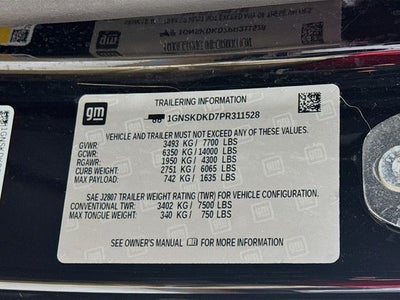 gm
TRAILERING INFORMATION
1GNSKDKD7PR311528
VEHICLE AND TRAILER MUST NOT EXCEED ANY OF THESE VALUES.
GVWR: 3493 KG / 7700 LBS
GCWR: 6350 KG / 14000 LBS
RGAWR: 1950 KG / 4300 LBS
CURB WEIGHT: 2751 KG / 6065 LBS
MAX PAYLOAD: 742 KG / 1635 LBS
SAE J2807 TRAILER WEIGHT RATING (TWR) FOR VEHICLE CONFIGURATION.
CONVENTIONAL TWR: 3402 KG / 7500 LBS
MAX TONGUE WEIGHT: 340 KG / 750 LBS
SEE OWNER'S MANUAL FOR MORE INFORMATION